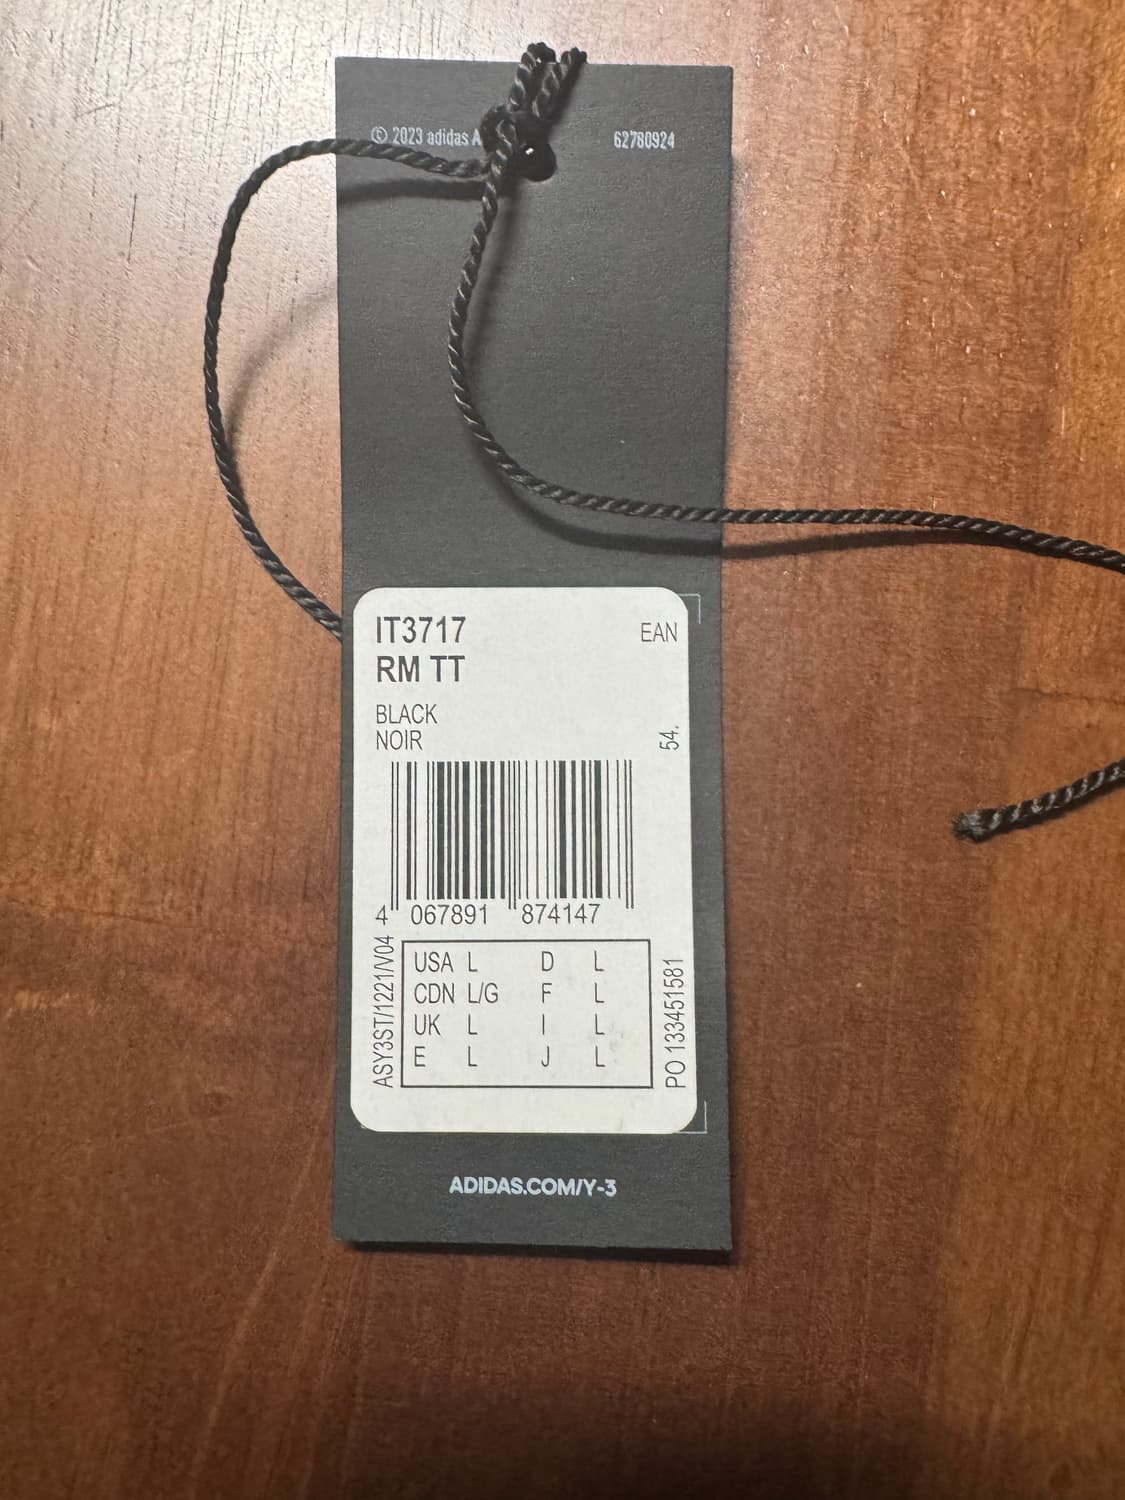 © 2023 adidas A
62780924
IT3717
EAN
RM TT
BLACK
NOIR
54.
4 067891 874147
ASY3ST/1221/V04
USA L D L
CDN L/G F L
UK L I L
E L J L
PO 133451581
ADIDAS.COM/Y-3